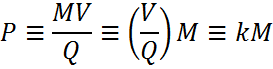 P ≡ MV/Q ≡ (V/Q) M ≡ kM